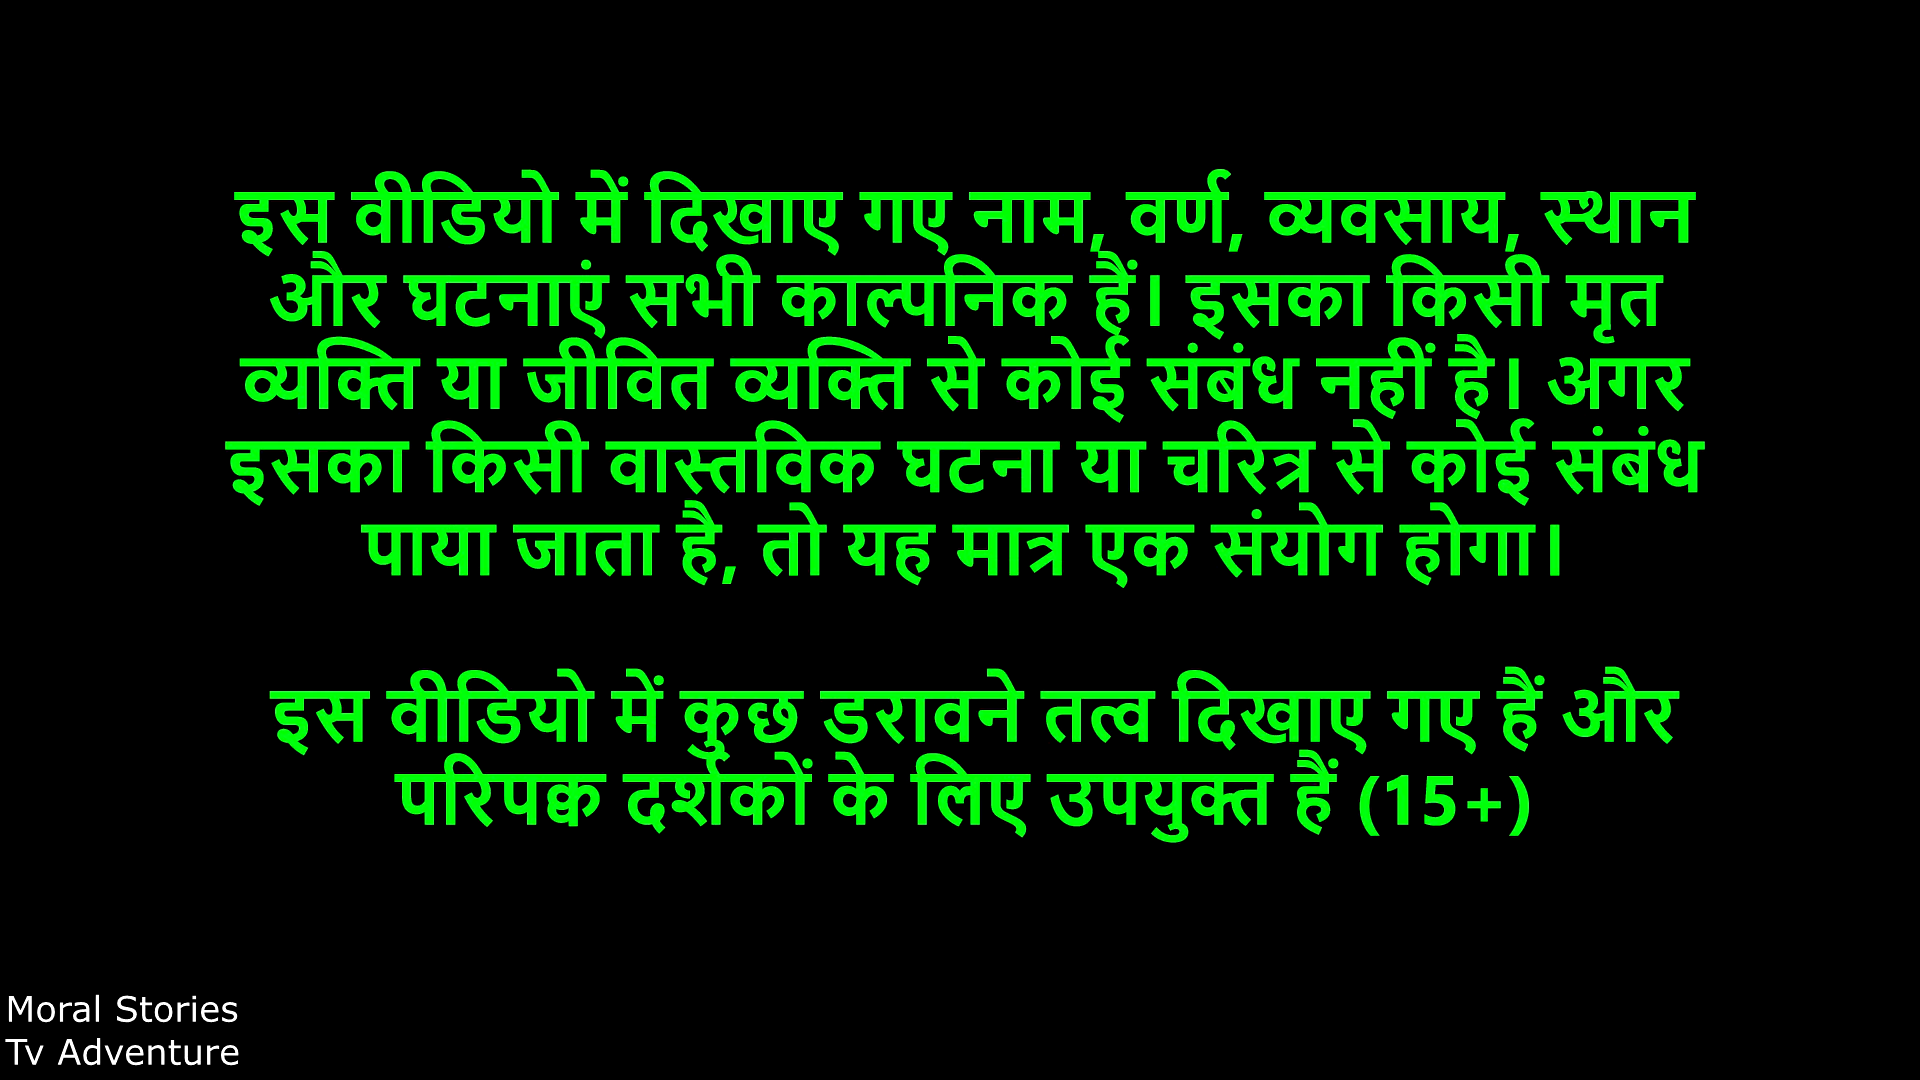 इस वीडियो में दिखाए गए नाम, वर्ण, व्यवसाय, स्थान
और घटनाएं सभी काल्पनिक हैं। इसका किसी मृत
व्यक्ति या जीवित व्यक्ति से कोई संबंध नहीं है। अगर
इसका किसी वास्तविक घटना या चरित्र से कोई संबंध
पाया जाता है, तो यह मात्र एक संयोग होगा।
इस वीडियो में कुछ डरावने तत्व दिखाए गए हैं और
परिपक्व दर्शकों के लिए उपयुक्त हैं (15+)
Moral Stories
Tv Adventure